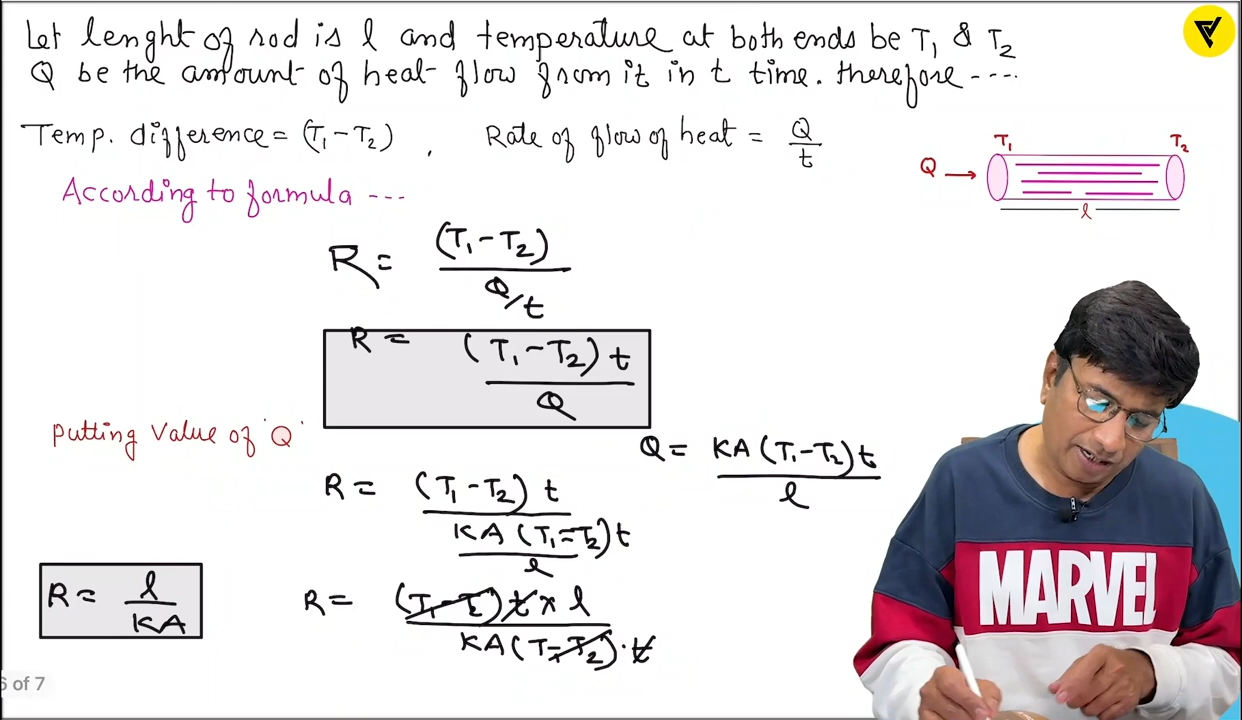 Let lenght of rod is l and temperature at both ends be T₁ & T₂
Q be the amount of heat flow from it in t time. therefore ----
Temp. difference = (T₁ - T₂) , Rate of flow of heat = Q/t
T₁ T₂
Q →
l
According to formula ---
R = (T₁ - T₂) / Q/t
R = (T₁ - T₂) t / Q
Putting Value of 'Q'
Q = KA (T₁ - T₂) t / l
R = (T₁ - T₂) t / KA (T₁ - T₂) t / l
R = (T₁ - T₂) t × l / KA (T₁ - T₂) . t
R = l / KA
6 of 7
MARVEL